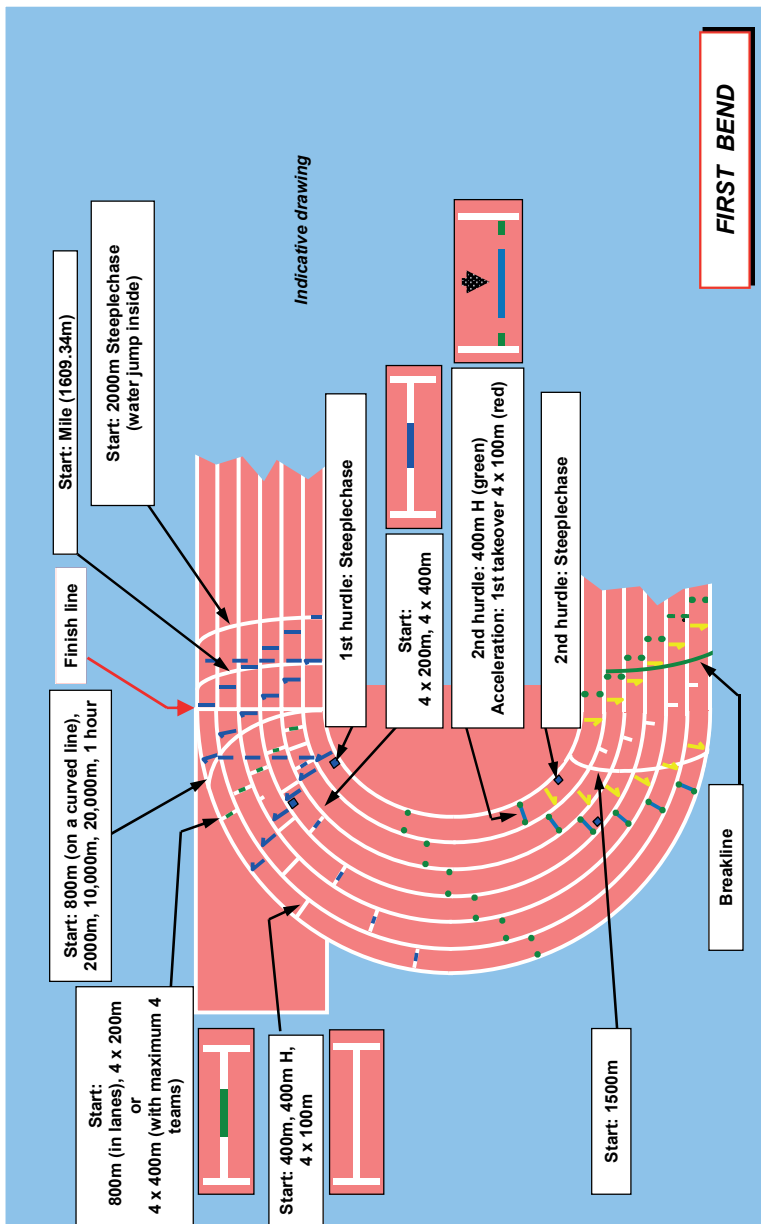 FIRST BEND
Indicative drawing
Start: 2000m Steeplechase
(water jump inside)
Start: Mile (1609.34m)
Finish line
Start: 800m (on a curved line),
2000m, 10,000m, 20,000m, 1 hour
Start:
800m (in lanes), 4 x 200m
or
4 x 400m (with maximum 4
teams)
Start: 400m, 400m H,
4 x 100m
1st hurdle: Steeplechase
Start:
4 x 200m, 4 x 400m
2nd hurdle: 400m H (green)
Acceleration: 1st takeover 4 x 100m (red)
2nd hurdle: Steeplechase
Start: 1500m
Breakline